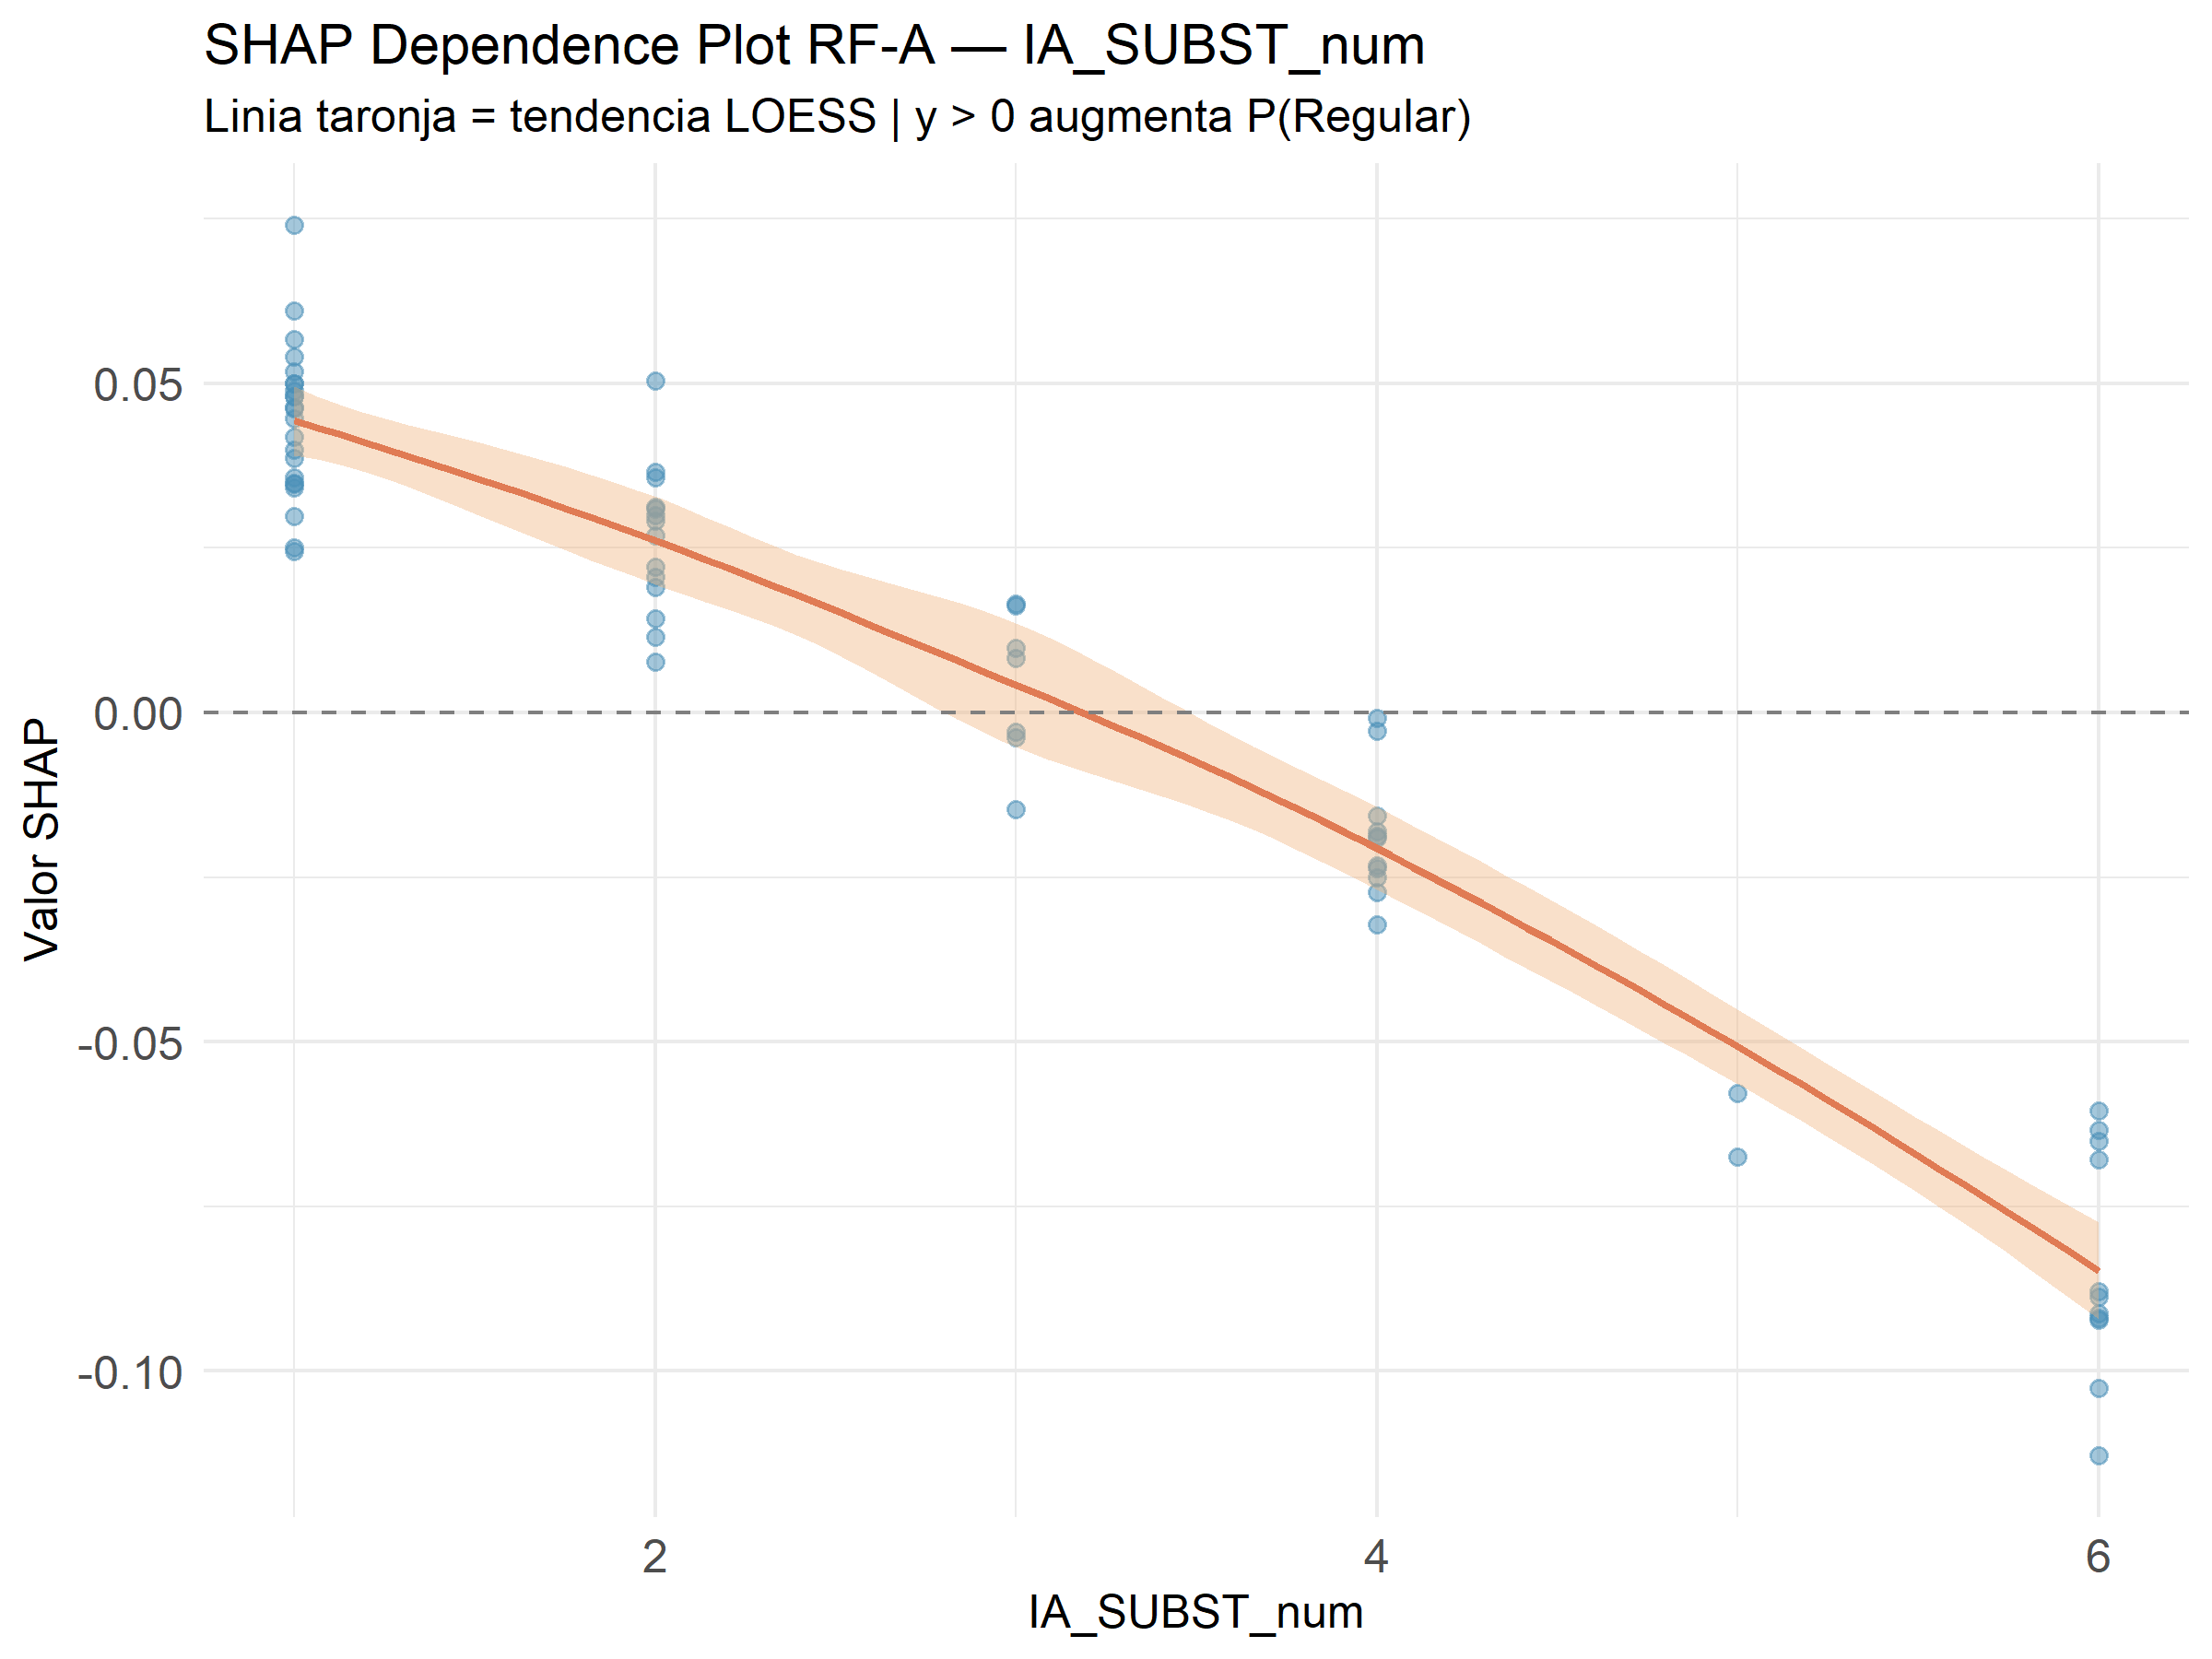 SHAP Dependence Plot RF-A — IA_SUBST_num
Linia taronja = tendencia LOESS | y > 0 augmenta P(Regular)
Valor SHAP
0.05
0.00
-0.05
-0.10
2 4 6
IA_SUBST_num